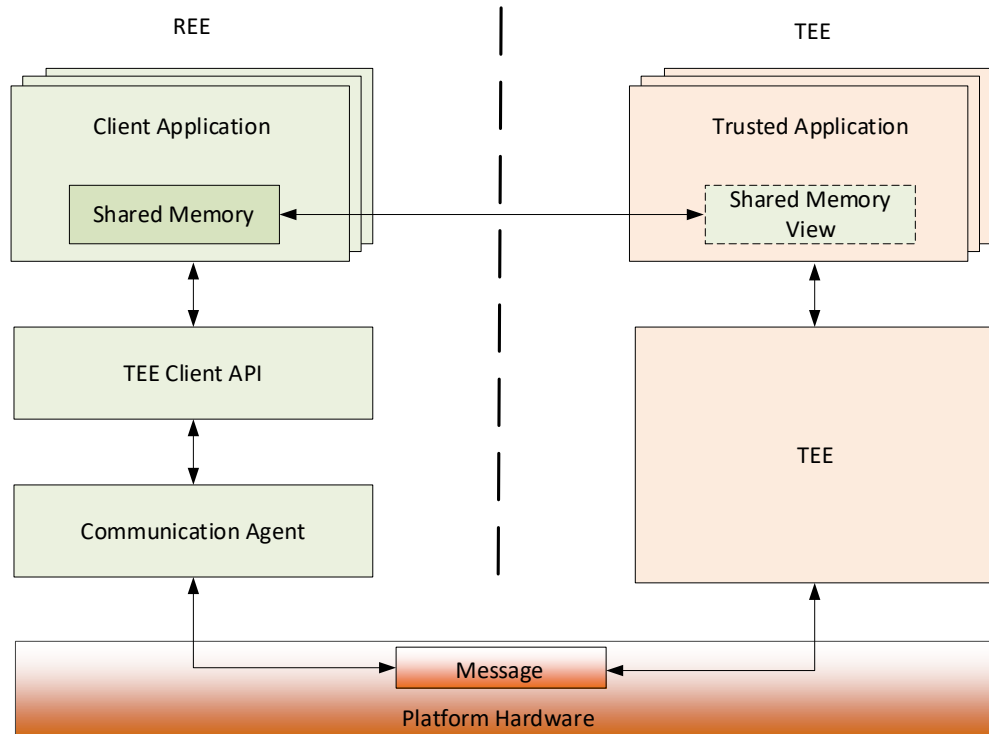 REE
TEE
Client Application
Trusted Application
Shared Memory
Shared Memory
View
TEE Client API
TEE
Communication Agent
Message
Platform Hardware